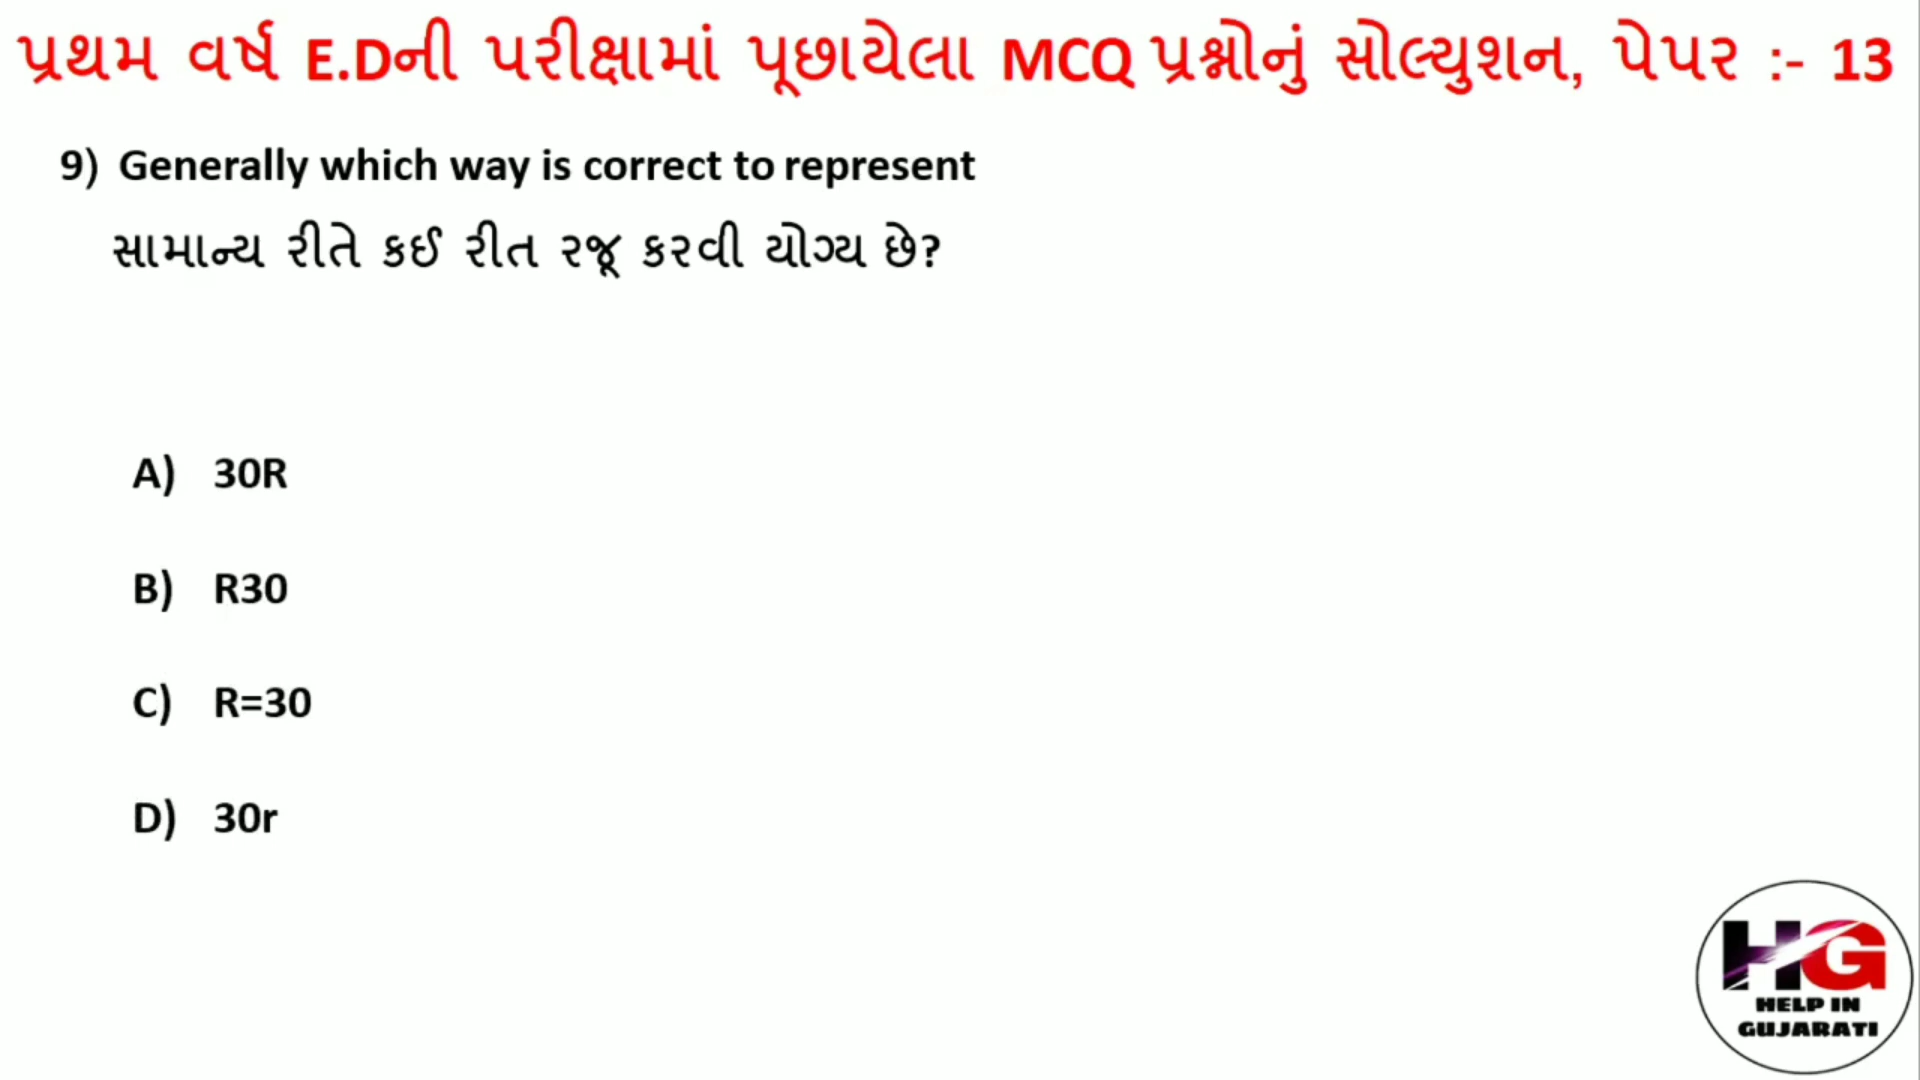 પ્રથમ વર્ષ E.Dની પરીક્ષામાં પૂછાયેલા MCQ પ્રશ્નોનું સોલ્યુશન, પેપર :- 13
9) Generally which way is correct to represent
સામાન્ય રીતે કઈ રીત રજૂ કરવી યોગ્ય છે?
A) 30R
B) R30
C) R=30
D) 30r
HG
HELP IN
GUJARATI